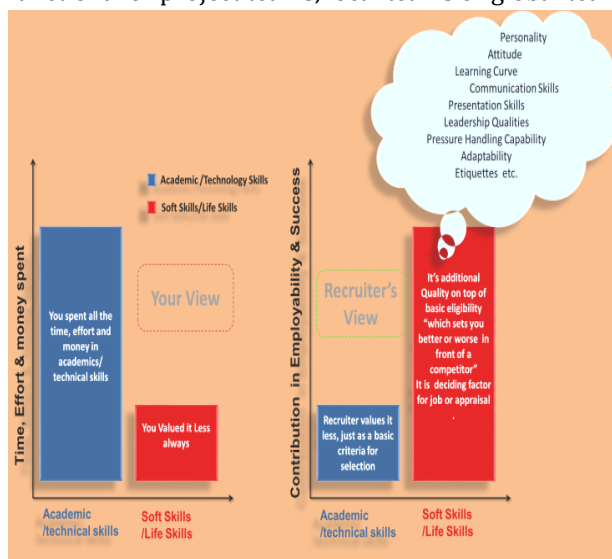 Personality
Attitude
Learning Curve
Communication Skills
Presentation Skills
Leadership Qualities
Pressure Handling Capability
Adaptability
Etiquettes etc.
Academic /Technology Skills
Soft Skills/Life Skills
Time, Effort & money spent
Your View
You spent all the
time, effort and
money in
academics/
technical skills
You Valued it Less
always
Academic
/technical skills
Soft Skills
/Life Skills
Contribution in Employability & Success
Recruiter's
View
Recruiter values it
less, just as a basic
criteria for
selection
It's additional
Quality on top of
basic eligibility
"which sets you
better or worse in
front of a
competitor"
It is deciding factor
for job or appraisal
.
Academic
/technical skills
Soft Skills
/Life Skills